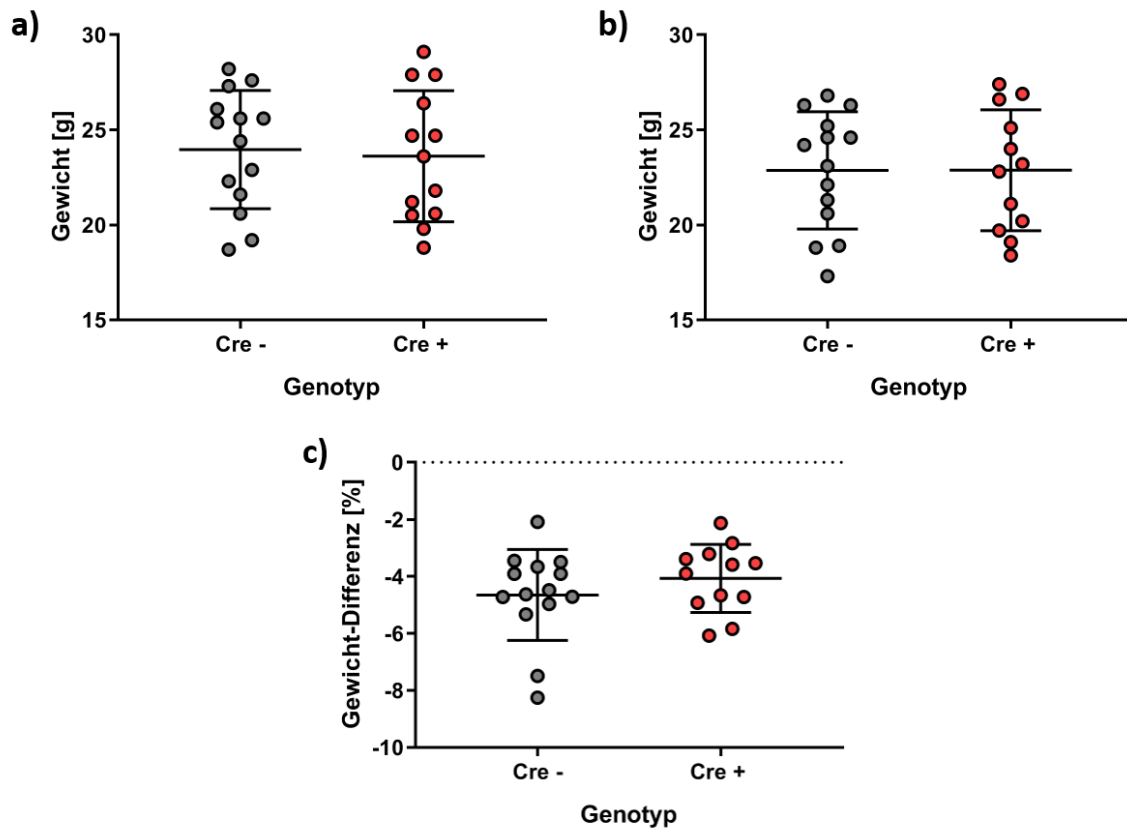 a)
Gewicht [g]
30
25
20
15
Cre -
Cre +
Genotyp
b)
Gewicht [g]
30
25
20
15
Cre -
Cre +
Genotyp
c)
Gewicht-Differenz [%]
0
-2
-4
-6
-8
-10
Cre -
Cre +
Genotyp